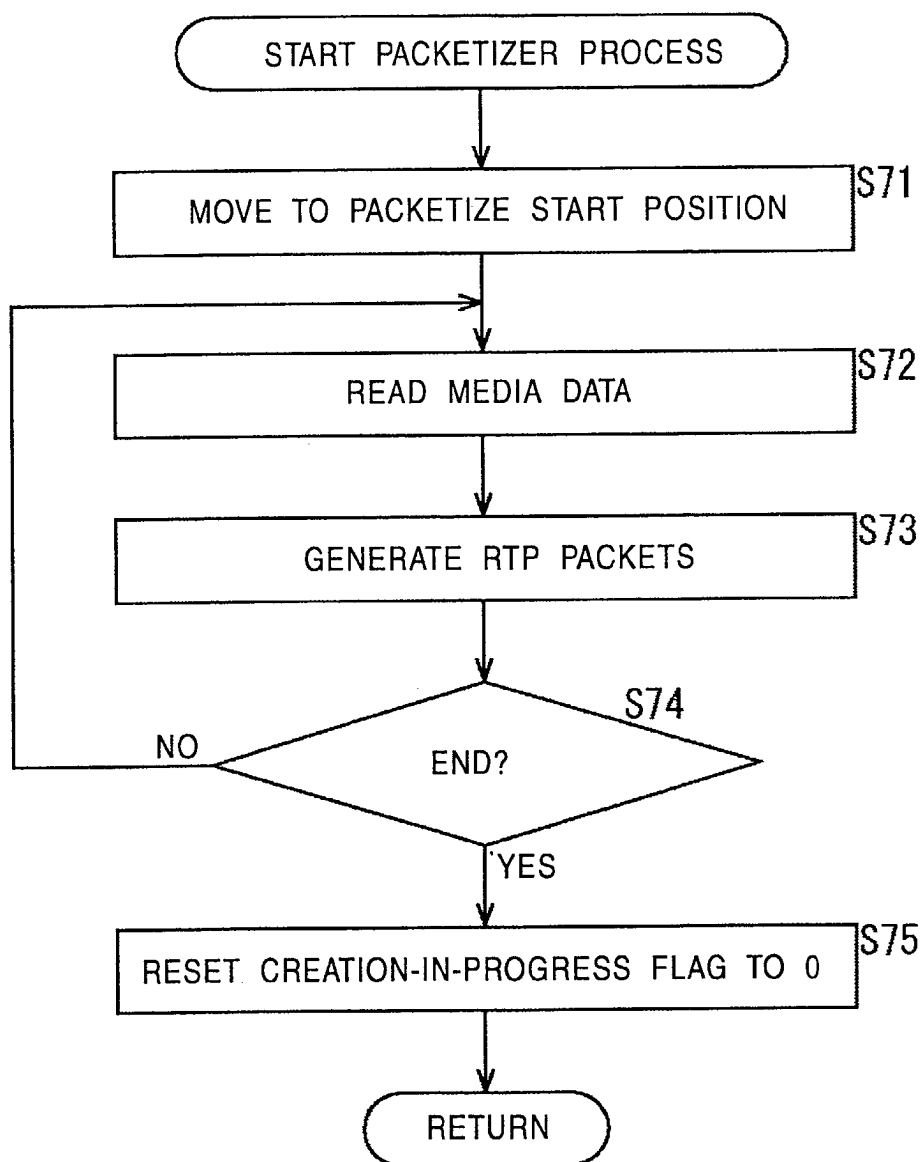 START PACKETIZER PROCESS
S71
MOVE TO PACKETIZE START POSITION
S72
READ MEDIA DATA
S73
GENERATE RTP PACKETS
S74
END?
NO
YES
S75
RESET CREATION-IN-PROGRESS FLAG TO 0
RETURN